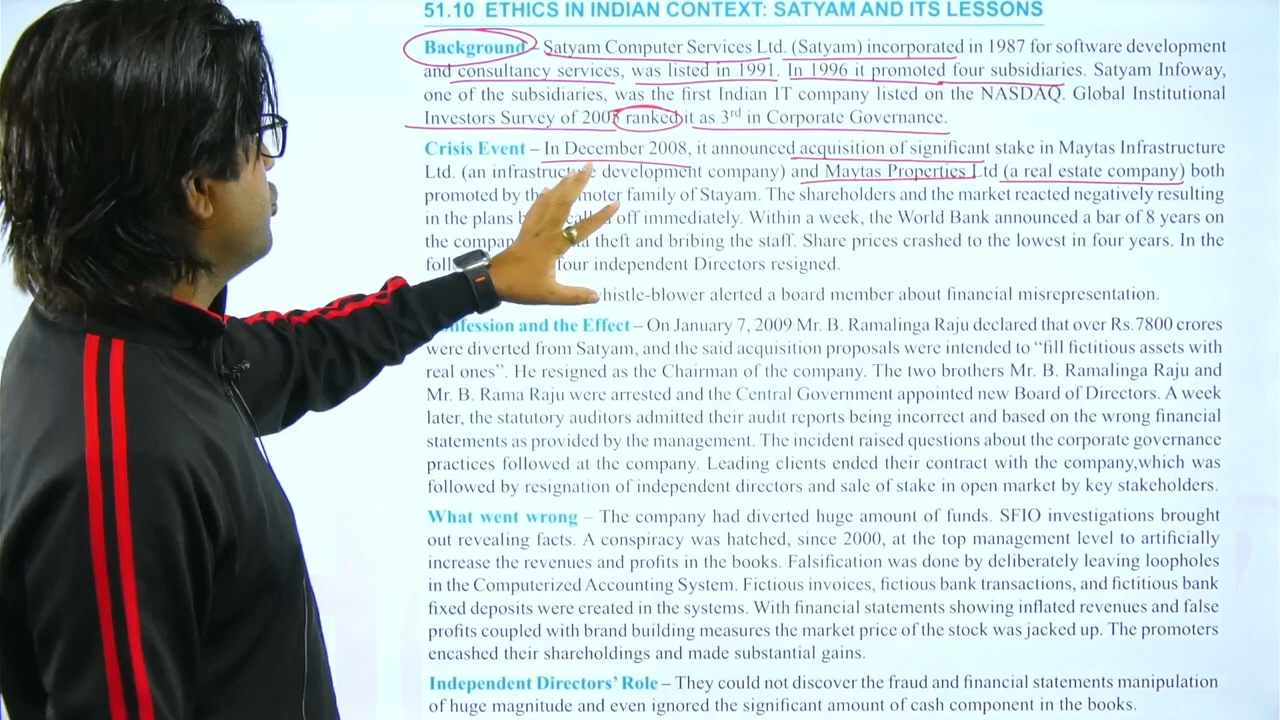 51.10 ETHICS IN INDIAN CONTEXT: SATYAM AND ITS LESSONS
Background – Satyam Computer Services Ltd. (Satyam) incorporated in 1987 for software development
and consultancy services, was listed in 1991. In 1996 it promoted four subsidiaries. Satyam Infoway,
one of the subsidiaries, was the first Indian IT company listed on the NASDAQ. Global Institutional
Investors Survey of ranked it as 3rd in Corporate Governance.
Crisis Event – In December 2008, it announced acquisition of significant stake in Maytas Infrastructure
Ltd. (an infrastructure development company) and Maytas Properties Ltd (a real estate company) both
promoted by family of Stayam. The shareholders and the market reacted negatively resulting
in the plans off immediately. Within a week, the World Bank announced a bar of 8 years on
the theft and bribing the staff. Share prices crashed to the lowest in four years. In the
four independent Directors resigned.
alerted a board member about financial misrepresentation.
and the Effect – On January 7, 2009 Mr. B. Ramalinga Raju declared that over Rs.7800 crores
were diverted from Satyam, and the said acquisition proposals were intended to “fill fictitious assets with
real ones”. He resigned as the Chairman of the company. The two brothers Mr. B. Ramalinga Raju and
Mr. B. Rama Raju were arrested and the Central Government appointed new Board of Directors. A week
later, the statutory auditors admitted their audit reports being incorrect and based on the wrong financial
statements as provided by the management. The incident raised questions about the corporate governance
practices followed at the company. Leading clients ended their contract with the company,which was
followed by resignation of independent directors and sale of stake in open market by key stakeholders.
What went wrong – The company had diverted huge amount of funds. SFIO investigations brought
out revealing facts. A conspiracy was hatched, since 2000, at the top management level to artificially
increase the revenues and profits in the books. Falsification was done by deliberately leaving loopholes
in the Computerized Accounting System. Fictious invoices, fictious bank transactions, and fictitious bank
fixed deposits were created in the systems. With financial statements showing inflated revenues and false
profits coupled with brand building measures the market price of the stock was jacked up. The promoters
encashed their shareholdings and made substantial gains.
Independent Directors’ Role – They could not discover the fraud and financial statements manipulation
of huge magnitude and even ignored the significant amount of cash component in the books.